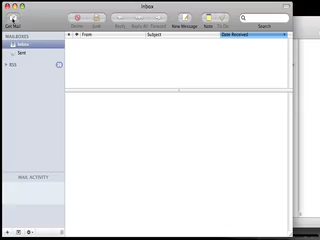 Inbox
Get Mail
Delete Junk Reply Reply All Forward New Message Note To Do Search
MAILBOXES
From Subject Date Received
Inbox
Sent
RSS
MAIL ACTIVITY